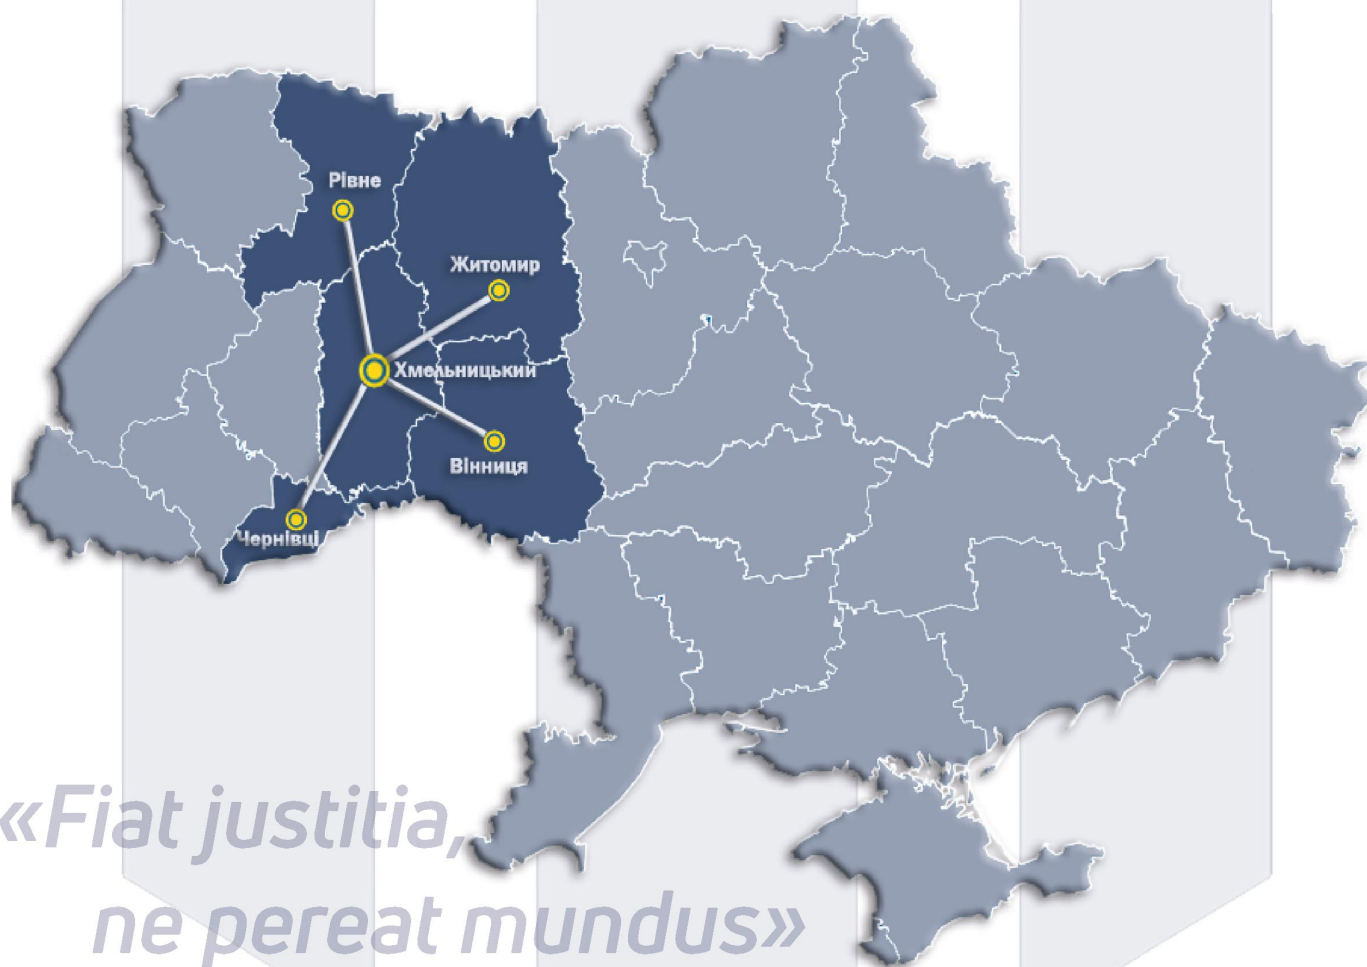 Рівне
Житомир
Хмельницький
Вінниця
Чернівці
«Fiat justitia,
ne pereat mundus»